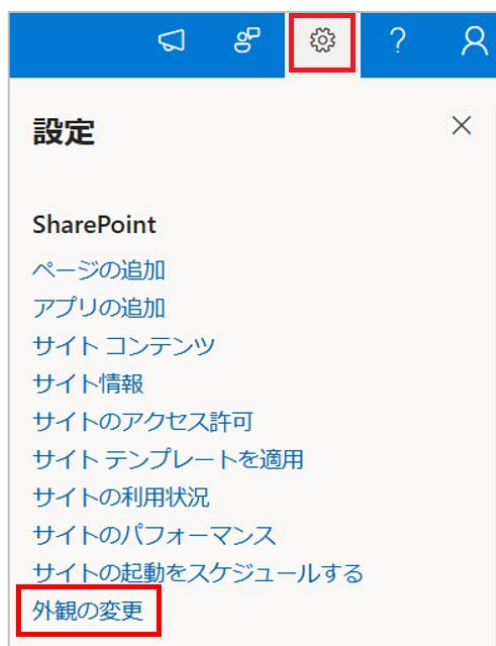 設定
SharePoint
ページの追加
アプリの追加
サイト コンテンツ
サイト情報
サイトのアクセス許可
サイト テンプレートを適用
サイトの利用状況
サイトのパフォーマンス
サイトの起動をスケジュールする
外観の変更